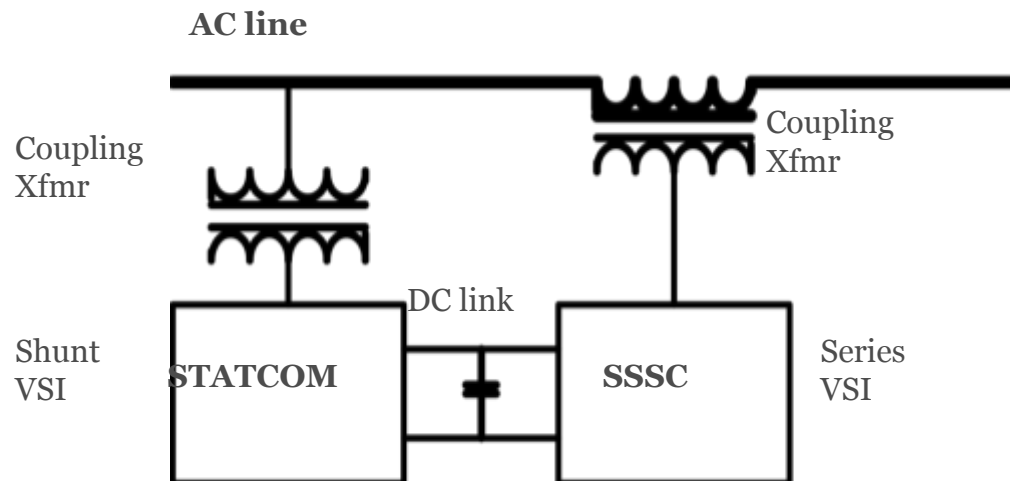 AC line
Coupling
Xfmr
Coupling
Xfmr
DC link
Shunt
VSI
STATCOM
SSSC
Series
VSI